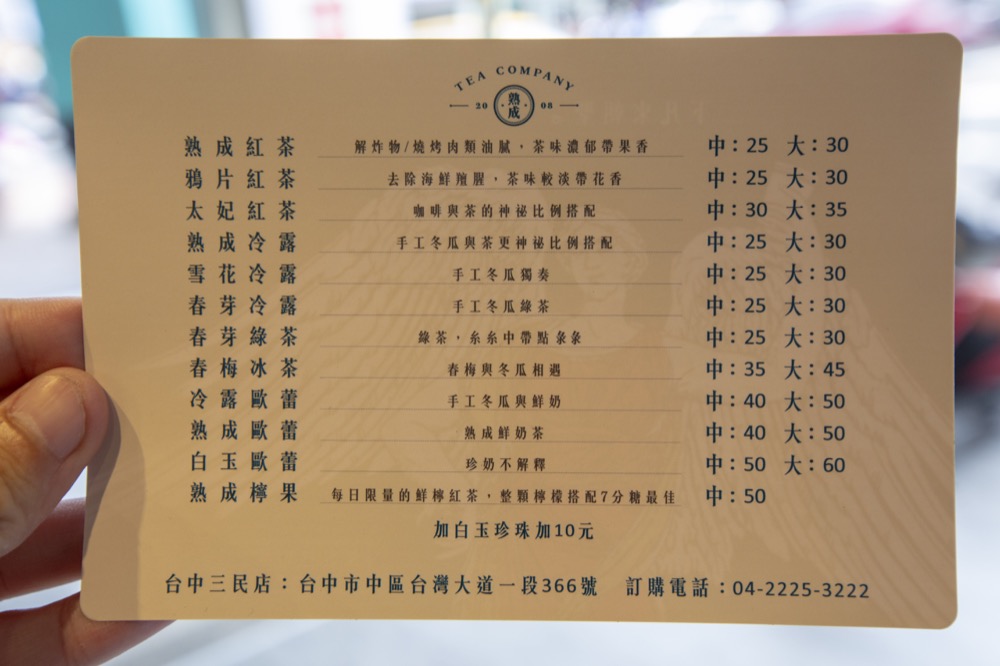 TEA COMPANY
20 熟成 08
熟成紅茶 解炸物/燒烤肉類油膩，茶味濃郁帶果香 中：25 大：30
鴉片紅茶 去除海鮮羶腥，茶味較淡帶花香 中：25 大：30
太妃紅茶 咖啡與茶的神祕比例搭配 中：30 大：35
熟成冷露 手工冬瓜與茶更神祕比例搭配 中：25 大：30
雪花冷露 手工冬瓜獨奏 中：25 大：30
春芽冷露 手工冬瓜綠茶 中：25 大：30
春芽綠茶 綠茶，糸糸中帶點彖彖 中：25 大：30
春梅冰茶 春梅與冬瓜相遇 中：35 大：45
冷露歐蕾 手工冬瓜與鮮奶 中：40 大：50
熟成歐蕾 熟成鮮奶茶 中：40 大：50
白玉歐蕾 珍奶不解釋 中：50 大：60
熟成檸果 每日限量的鮮檸紅茶，整顆檸檬搭配7分糖最佳 中：50
加白玉珍珠加10元
台中三民店：台中市中區台灣大道一段366號 訂購電話：04-2225-3222